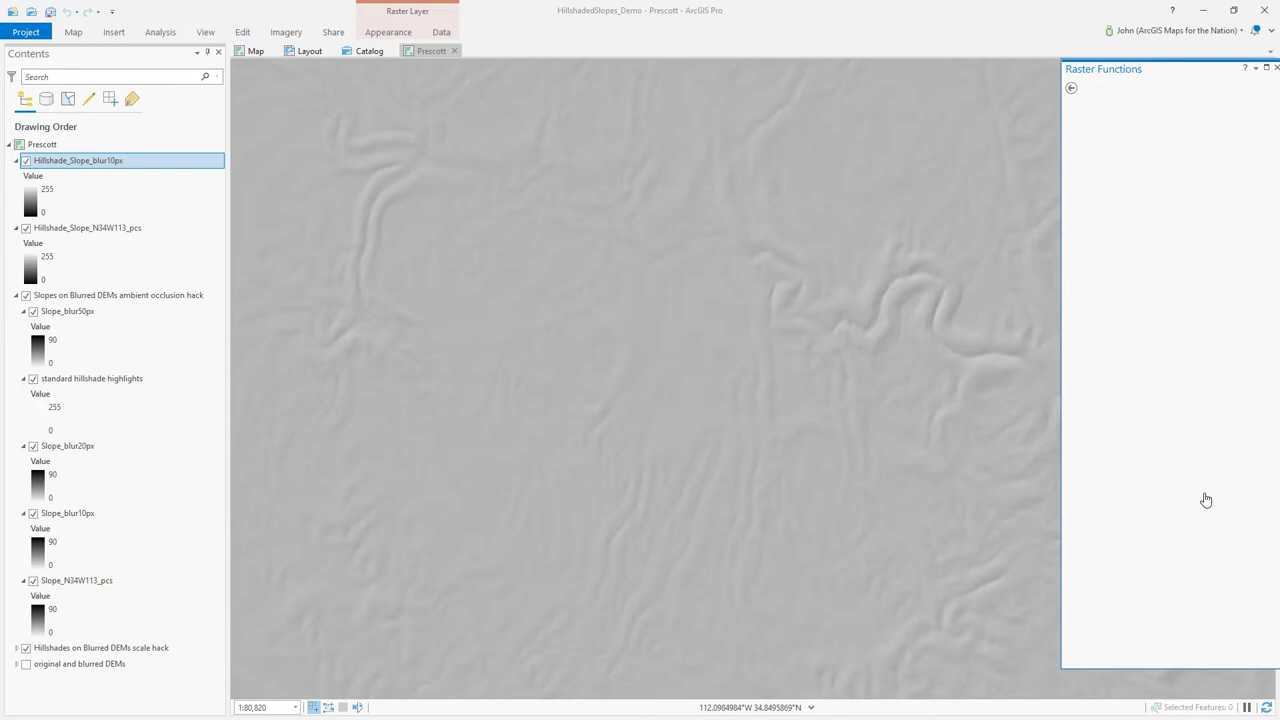 Raster Layer
HillshadedSlopes_Demo - Prescott - ArcGIS Pro
?
Project Map Insert Analysis View Edit Imagery Share Appearance Data
John (ArcGIS Maps for the Nation)
Contents
Map Layout Catalog Prescott
Search
Raster Functions
?
Drawing Order
Prescott
Hillshade_Slope_blur10px
Value
255
0
Hillshade_Slope_N34W113_pcs
Value
255
0
Slopes on Blurred DEMs ambient occlusion hack
Slope_blur50px
Value
90
0
standard hillshade highlights
Value
255
0
Slope_blur20px
Value
90
0
Slope_blur10px
Value
90
0
Slope_N34W113_pcs
Value
90
0
Hillshades on Blurred DEMs scale hack
original and blurred DEMs
1:80,820
112.0984984°W 34.8495869°N
Selected Features: 0